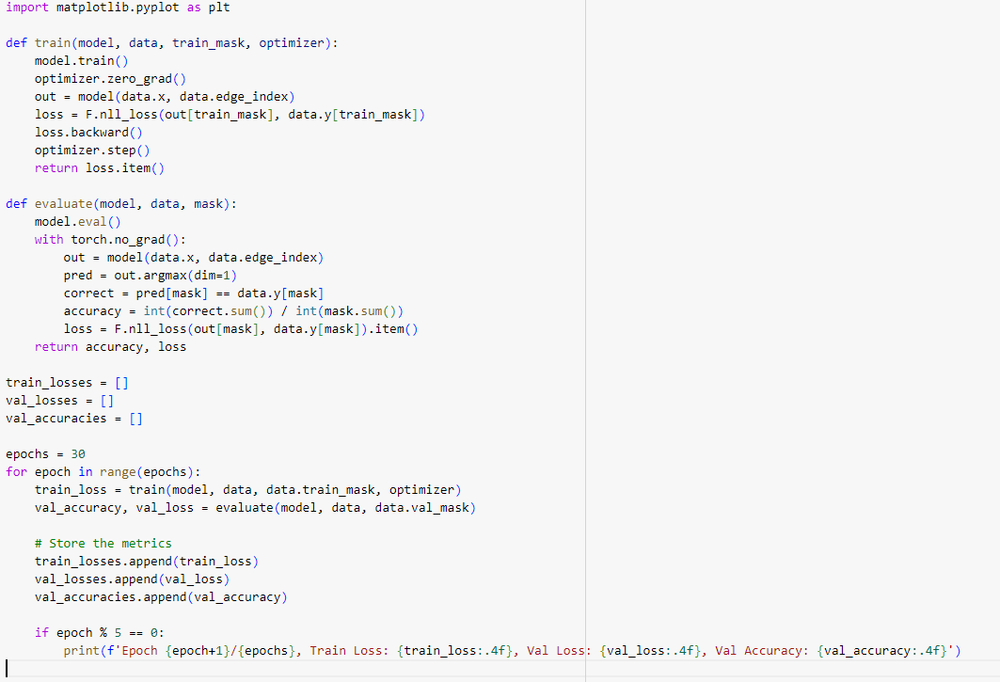 import matplotlib.pyplot as plt
def train(model, data, train_mask, optimizer):
    model.train()
    optimizer.zero_grad()
    out = model(data.x, data.edge_index)
    loss = F.nll_loss(out[train_mask], data.y[train_mask])
    loss.backward()
    optimizer.step()
    return loss.item()
def evaluate(model, data, mask):
    model.eval()
    with torch.no_grad():
        out = model(data.x, data.edge_index)
        pred = out.argmax(dim=1)
        correct = pred[mask] == data.y[mask]
        accuracy = int(correct.sum()) / int(mask.sum())
        loss = F.nll_loss(out[mask], data.y[mask]).item()
    return accuracy, loss
train_losses = []
val_losses = []
val_accuracies = []
epochs = 30
for epoch in range(epochs):
    train_loss = train(model, data, data.train_mask, optimizer)
    val_accuracy, val_loss = evaluate(model, data, data.val_mask)
    # Store the metrics
    train_losses.append(train_loss)
    val_losses.append(val_loss)
    val_accuracies.append(val_accuracy)
    if epoch % 5 == 0:
        print(f'Epoch {epoch+1}/{epochs}, Train Loss: {train_loss:.4f}, Val Loss: {val_loss:.4f}, Val Accuracy: {val_accuracy:.4f}')